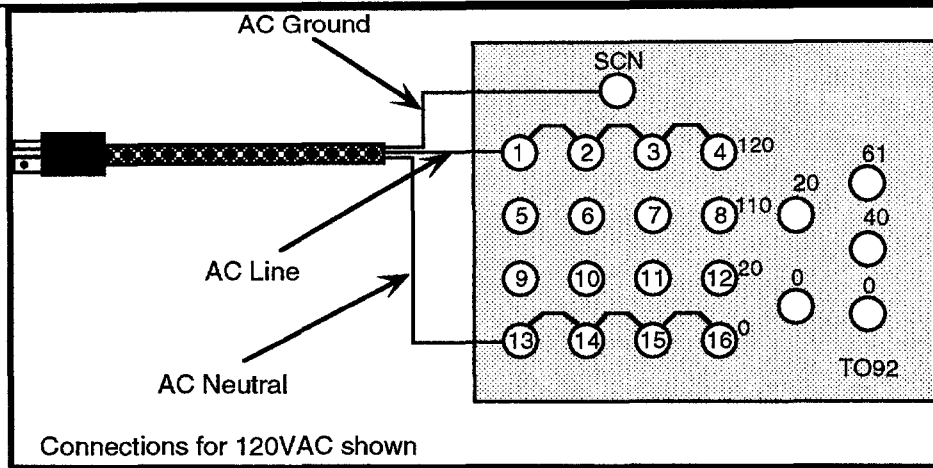 AC Ground
SCN
1 2 3 4 120
61
20
5 6 7 8 110
40
AC Line
9 10 11 12 20
0 0
13 14 15 16 0
TO92
AC Neutral
Connections for 120VAC shown